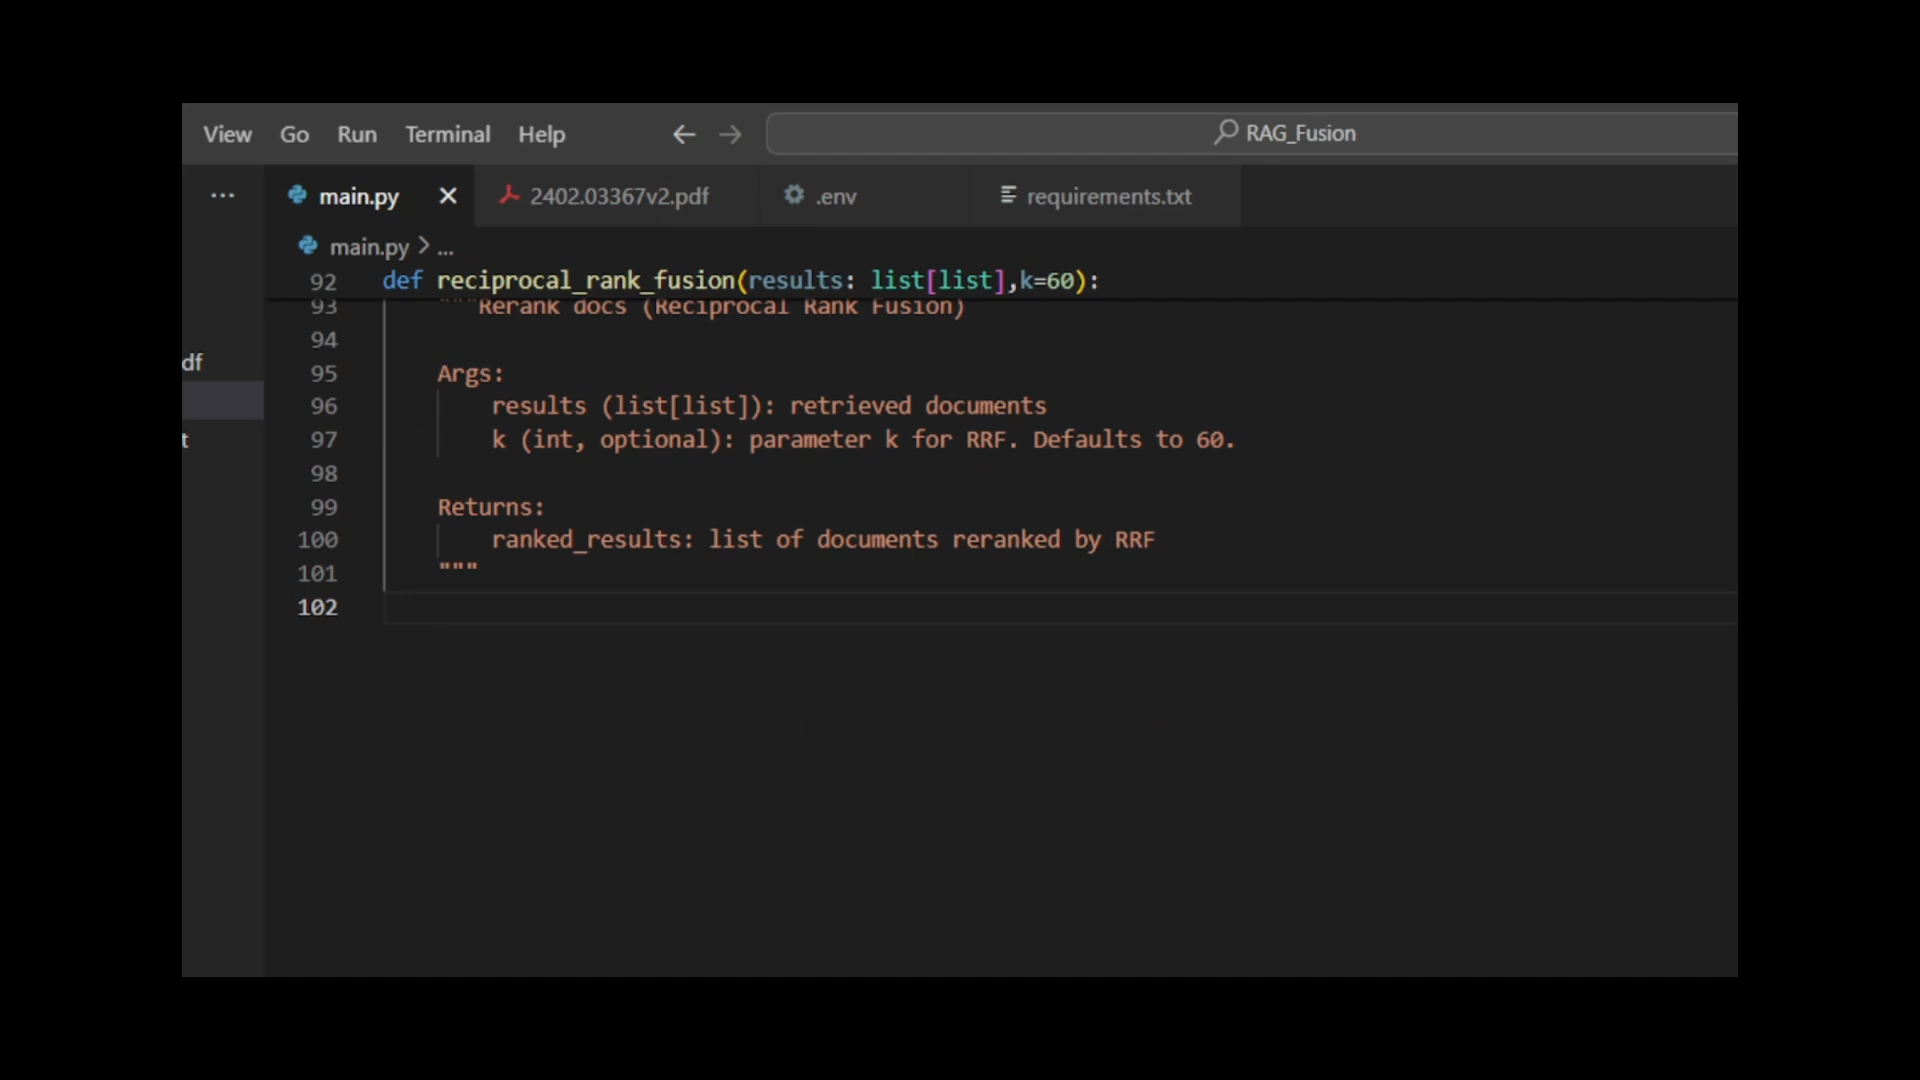 View Go Run Terminal Help RAG_Fusion
... main.py 2402.03367v2.pdf .env requirements.txt
main.py > ...
92 def reciprocal_rank_fusion(results: list[list],k=60):
93 """Rerank docs (Reciprocal Rank Fusion)
94
95 Args:
96 results (list[list]): retrieved documents
97 k (int, optional): parameter k for RRF. Defaults to 60.
98
99 Returns:
100 ranked_results: list of documents reranked by RRF
101 """
102
df
t